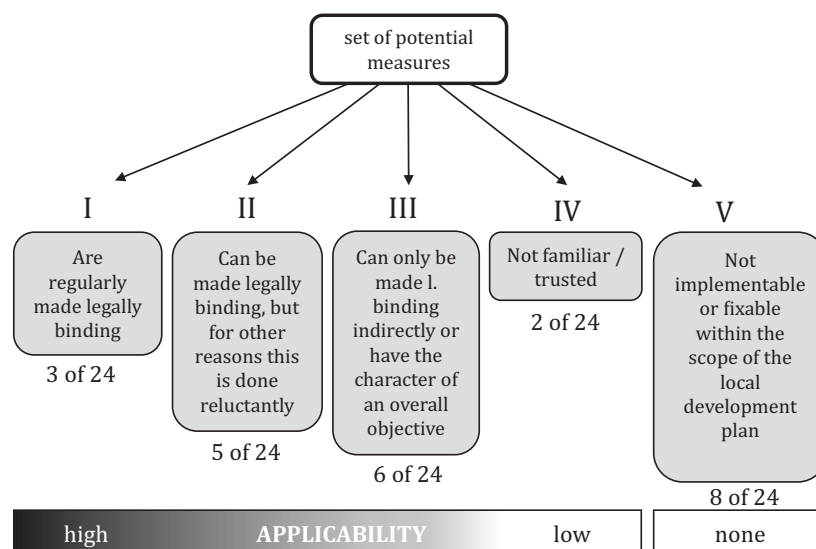 set of potential
measures
I
Are
regularly
made legally
binding
3 of 24
II
Can be
made legally
binding, but
for other
reasons this
is done
reluctantly
5 of 24
III
Can only be
made l.
binding
indirectly or
have the
character of
an overall
objective
6 of 24
IV
Not familiar /
trusted
2 of 24
V
Not
implementable
or fixable
within the
scope of the
local
development
plan
8 of 24
high APPLICABILITY low none